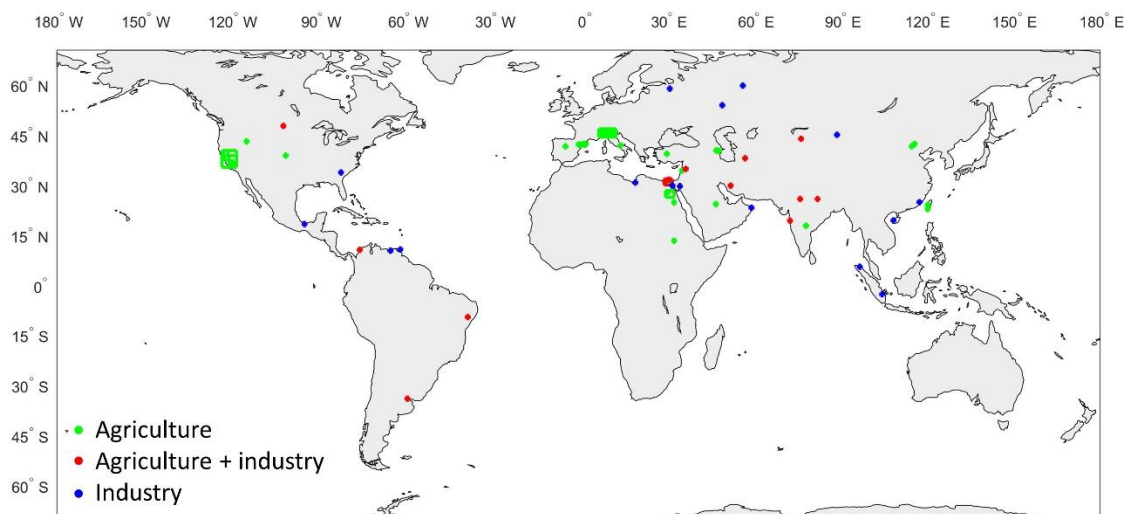 180° W 150° W 120° W 90° W 60° W 30° W 0° 30° E 60° E 90° E 120° E 150° E 180° E
60° N
45° N
30° N
15° N
0°
15° S
30° S
45° S
60° S
Agriculture
Agriculture + industry
Industry